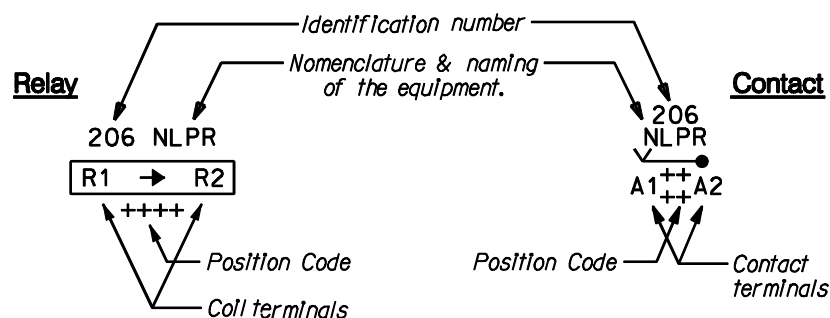 Identification number
Nomenclature & naming
of the equipment.
Relay
Contact
206 NLPR
206
NLPR
R1 → R2
++++
A1 ++ A2
++
Position Code
Coil terminals
Position Code
Contact
terminals